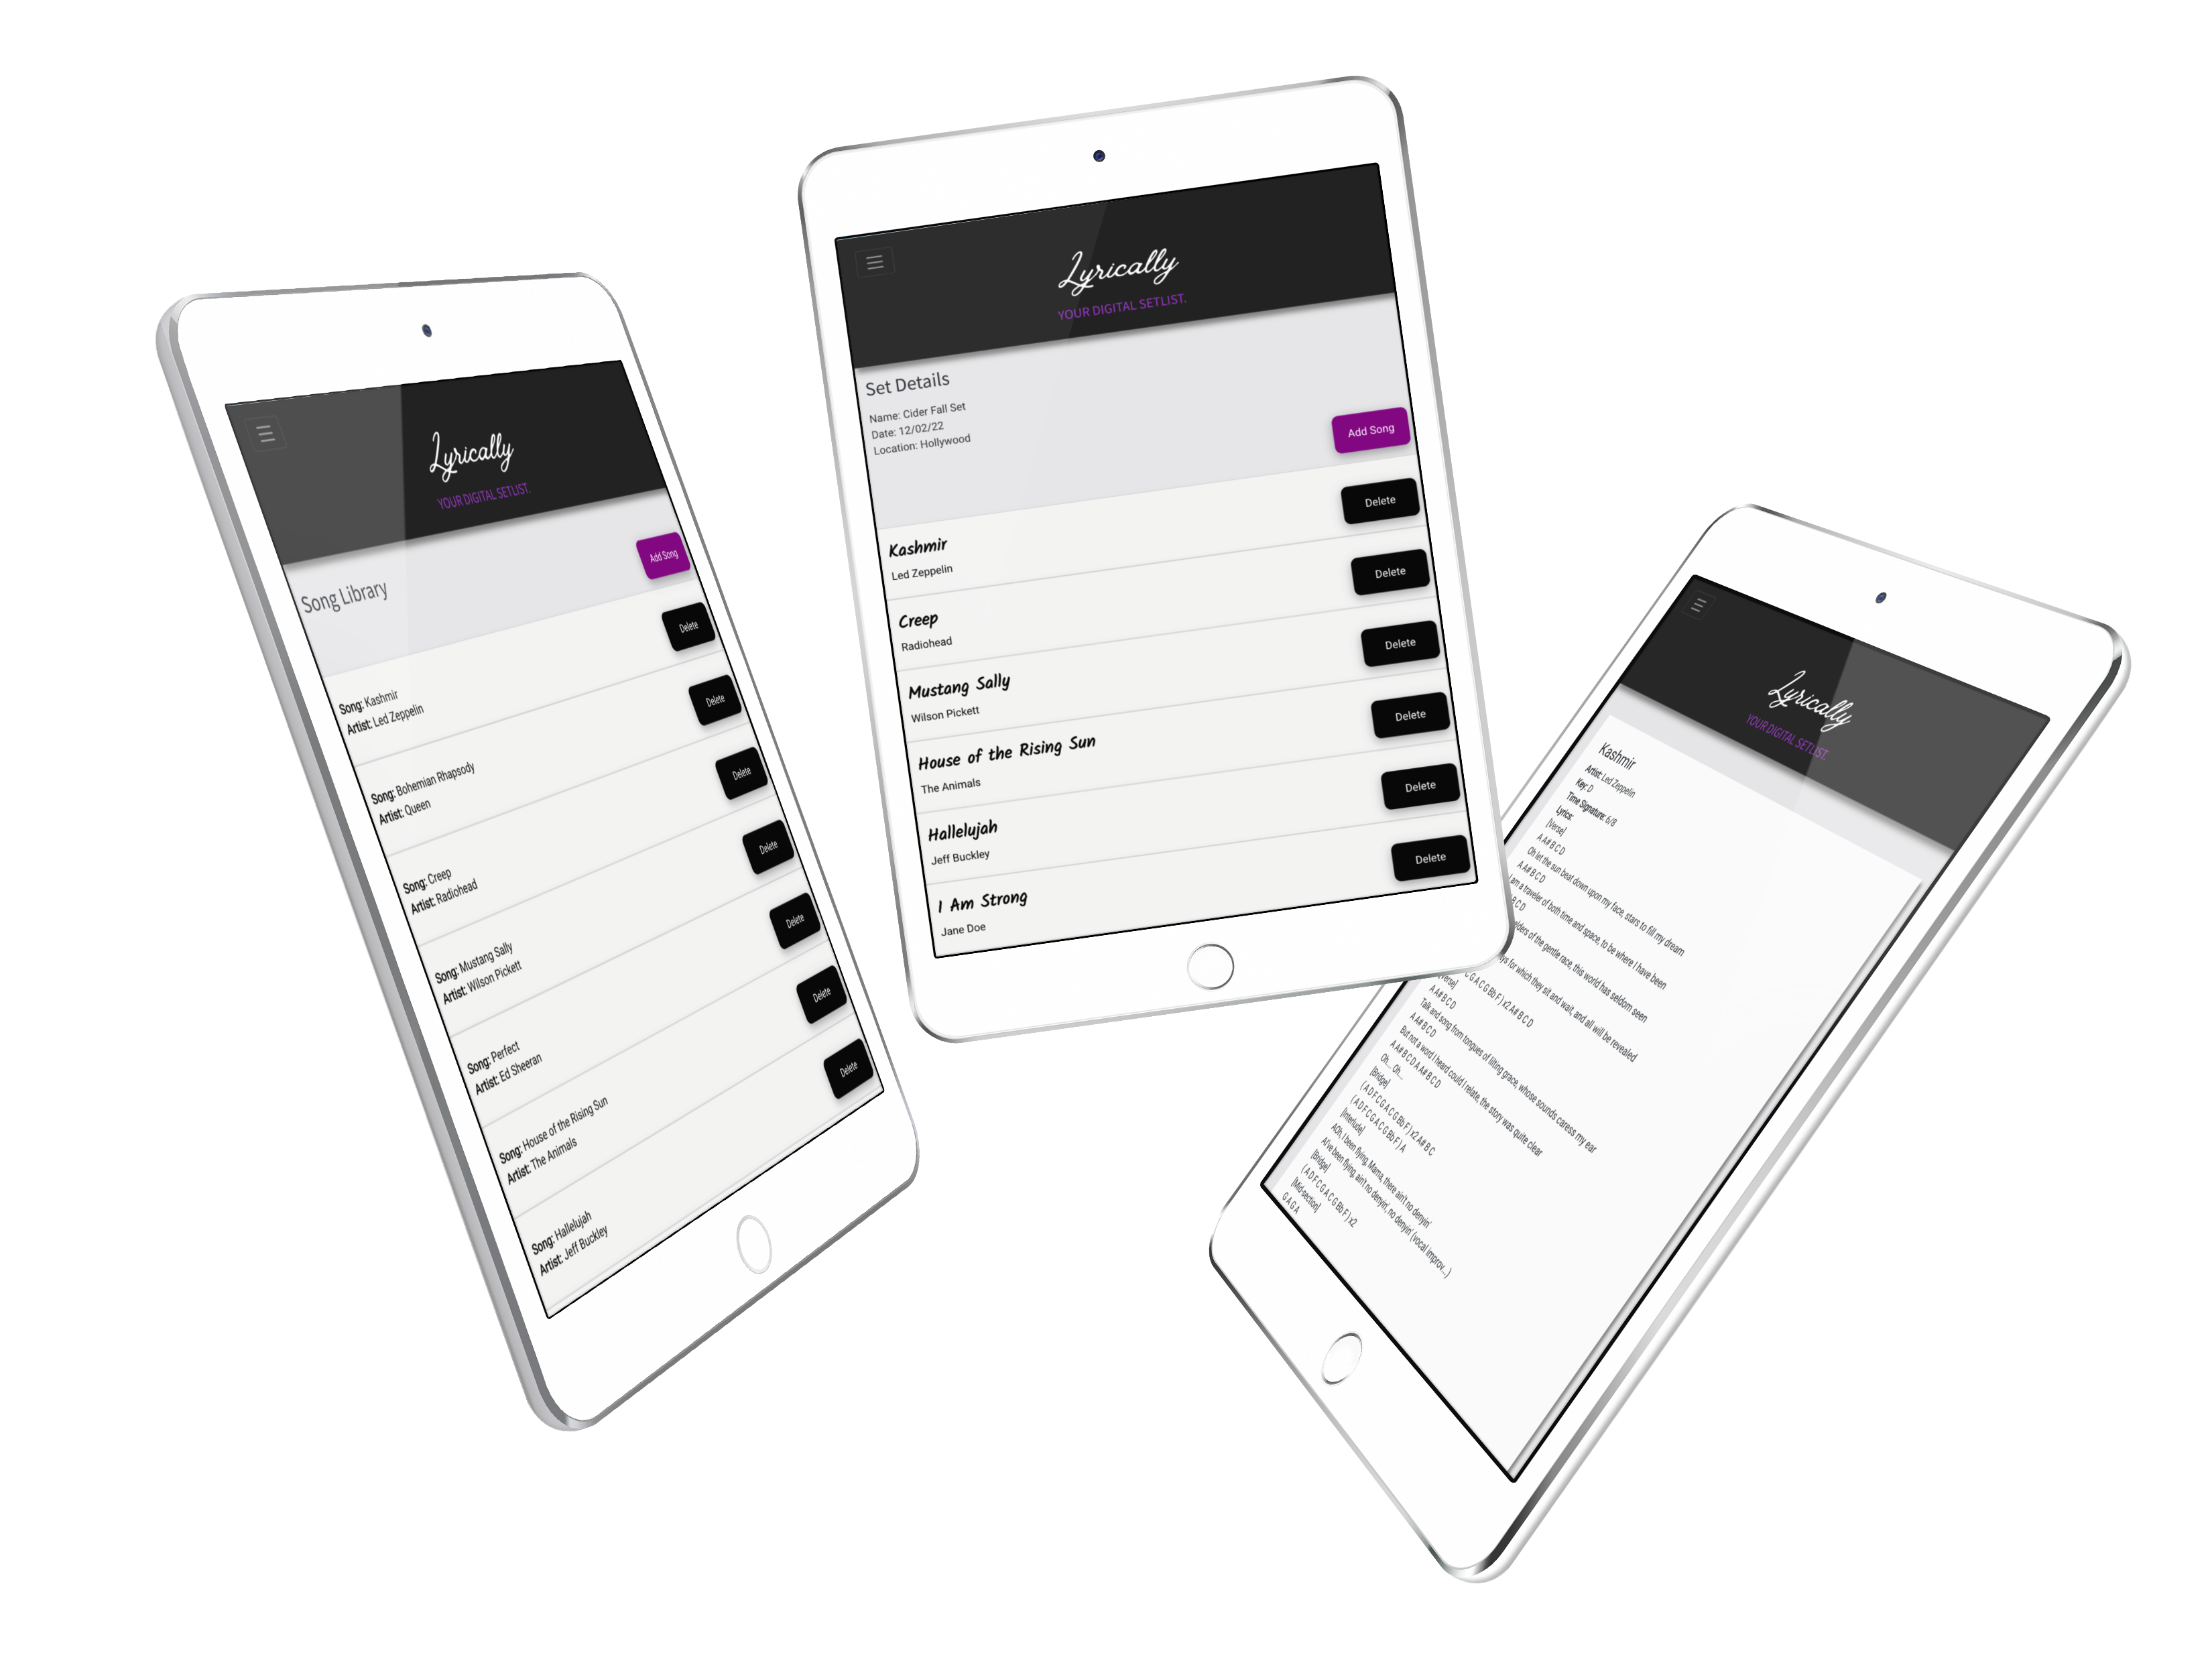 Lyrically
YOUR DIGITAL SETLIST.
Song Library
Add Song
Song: Kashmir
Artist: Led Zeppelin
Delete
Song: Bohemian Rhapsody
Artist: Queen
Delete
Song: Creep
Artist: Radiohead
Delete
Song: Mustang Sally
Artist: Wilson Pickett
Delete
Song: Perfect
Artist: Ed Sheeran
Delete
Song: House of the Rising Sun
Artist: The Animals
Delete
Song: Hallelujah
Artist: Jeff Buckley
Delete
Lyrically
YOUR DIGITAL SETLIST.
Set Details
Name: Cider Fall Set
Date: 12/02/22
Location: Hollywood
Add Song
Kashmir
Led Zeppelin
Delete
Creep
Radiohead
Delete
Mustang Sally
Wilson Pickett
Delete
House of the Rising Sun
The Animals
Delete
Hallelujah
Jeff Buckley
Delete
I Am Strong
Jane Doe
Delete
Lyrically
YOUR DIGITAL SETLIST.
Kashmir
Artist: Led Zeppelin
Key: D
Time Signature: 6/8
Lyrics:
[Verse]
A A# B C D
Oh let the sun beat down upon my face, stars to fill my dream
A A# B C D
I am a traveler of both time and space, to be where I have been
B C D
elders of the gentle race, this world has seldom seen
for which they sit and wait, and all will be revealed
C G A C G Bb F ) x2 A# B C D
[Verse]
A A# B C D
Talk and song from tongues of lilting grace, whose sounds caress my ear
A A# B C D
But not a word I heard could I relate, the story was quite clear
A A# B C D A A# B C D
Oh... Oh...
[Bridge]
( A D F C G A C G Bb F ) x2 A# B C
( A D F C G A C G Bb F ) A
[Interlude]
AOh, I been flying, Mama, there ain't no denyin'
AI've been flying, ain't no denyin', no denyin' (vocal improv...)
[Bridge]
( A D F C G A C G Bb F ) x2
[Mid-section]
G A G A